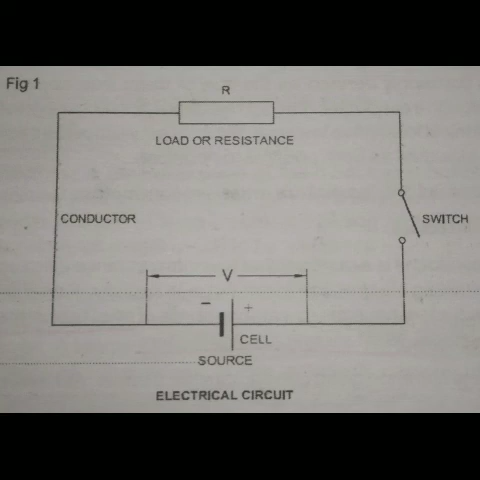 Fig 1
R
LOAD OR RESISTANCE
CONDUCTOR
SWITCH
V
− +
CELL
SOURCE
ELECTRICAL CIRCUIT